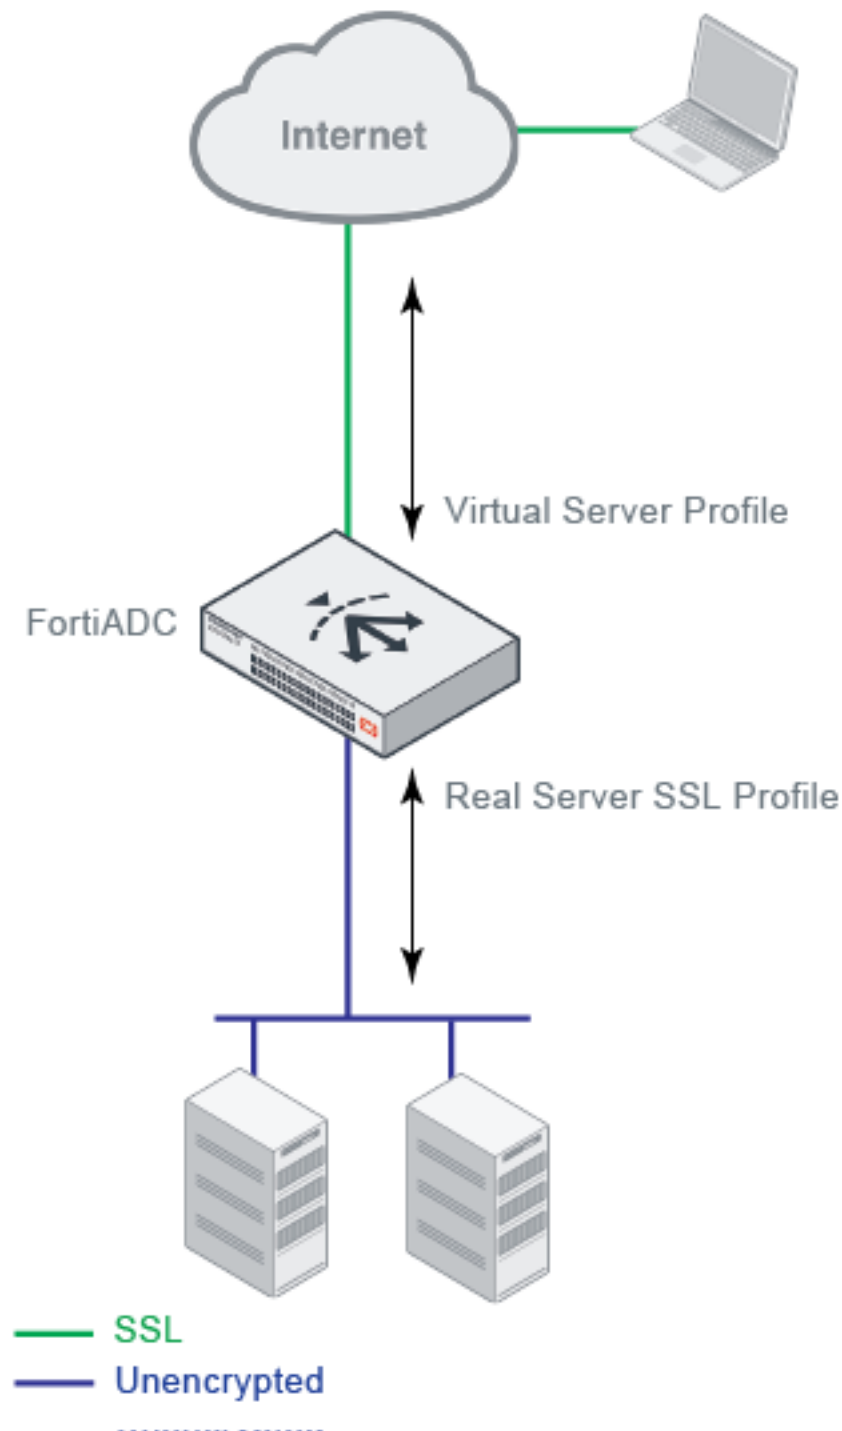 Internet
Virtual Server Profile
FortiADC
Real Server SSL Profile
SSL
Unencrypted